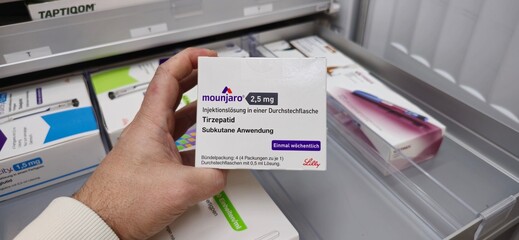 TAPTIQOM
mounjaro 2,5 mg
Injektionslösung in einer Durchstechflasche
Tirzepatid
Subkutane Anwendung
Einmal wöchentlich
Bündelpackung: 4 (4 Packungen zu je 1)
Durchstechflaschen mit 0,5 ml Lösung
Lilly
1,5 mg